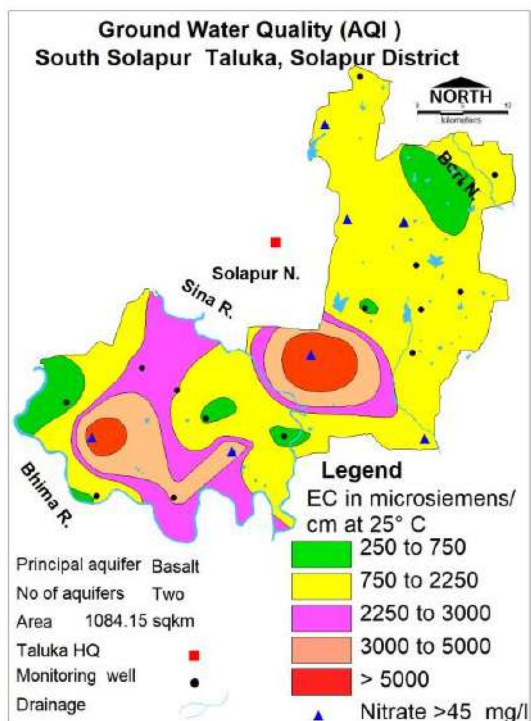 Ground Water Quality (AQI )
South Solapur Taluka, Solapur District
NORTH
kilometers
Bori N.
Solapur N.
Sina R.
Bhima R.
Legend
EC in microsiemens/
cm at 25° C
250 to 750
750 to 2250
2250 to 3000
3000 to 5000
> 5000
Nitrate >45 mg/l
Principal aquifer Basalt
No of aquifers Two
Area 1084.15 sqkm
Taluka HQ
Monitoring well
Drainage